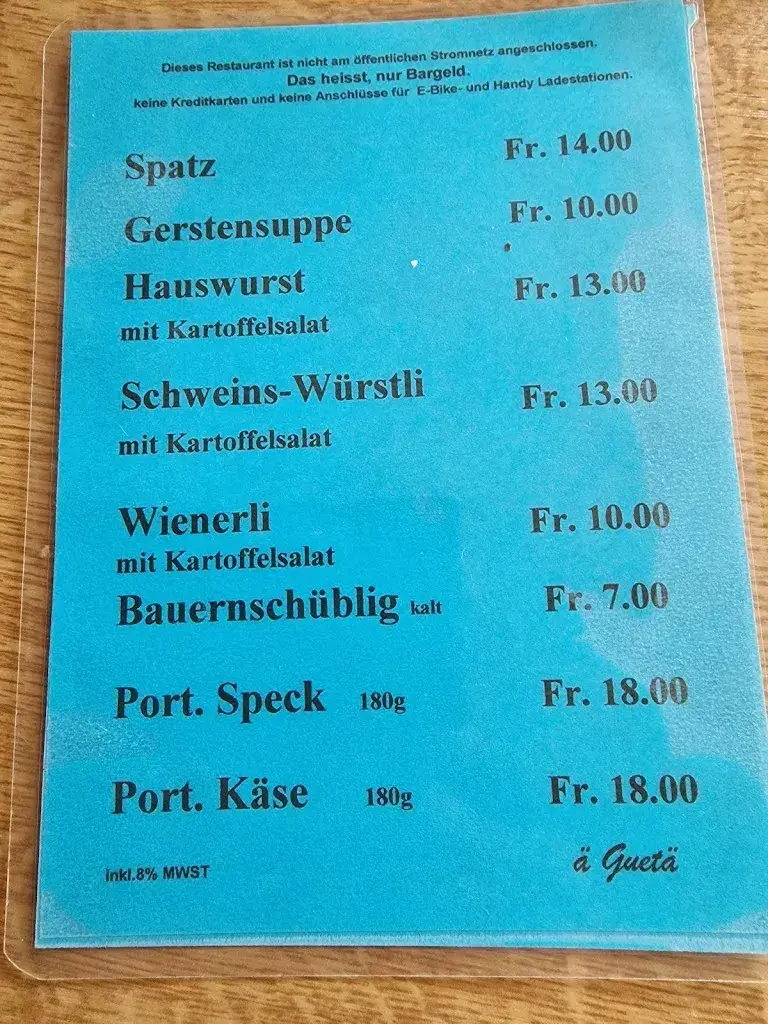 Dieses Restaurant ist nicht am öffentlichen Stromnetz angeschlossen.
Das heisst, nur Bargeld.
keine Kreditkarten und keine Anschlüsse für E-Bike- und Handy Ladestationen.
Spatz Fr. 14.00
Gerstensuppe Fr. 10.00
Hauswurst Fr. 13.00
mit Kartoffelsalat
Schweins-Würstli Fr. 13.00
mit Kartoffelsalat
Wienerli Fr. 10.00
mit Kartoffelsalat
Bauernschüblig kalt Fr. 7.00
Port. Speck 180g Fr. 18.00
Port. Käse 180g Fr. 18.00
inkl.8% MWST ä Guetä